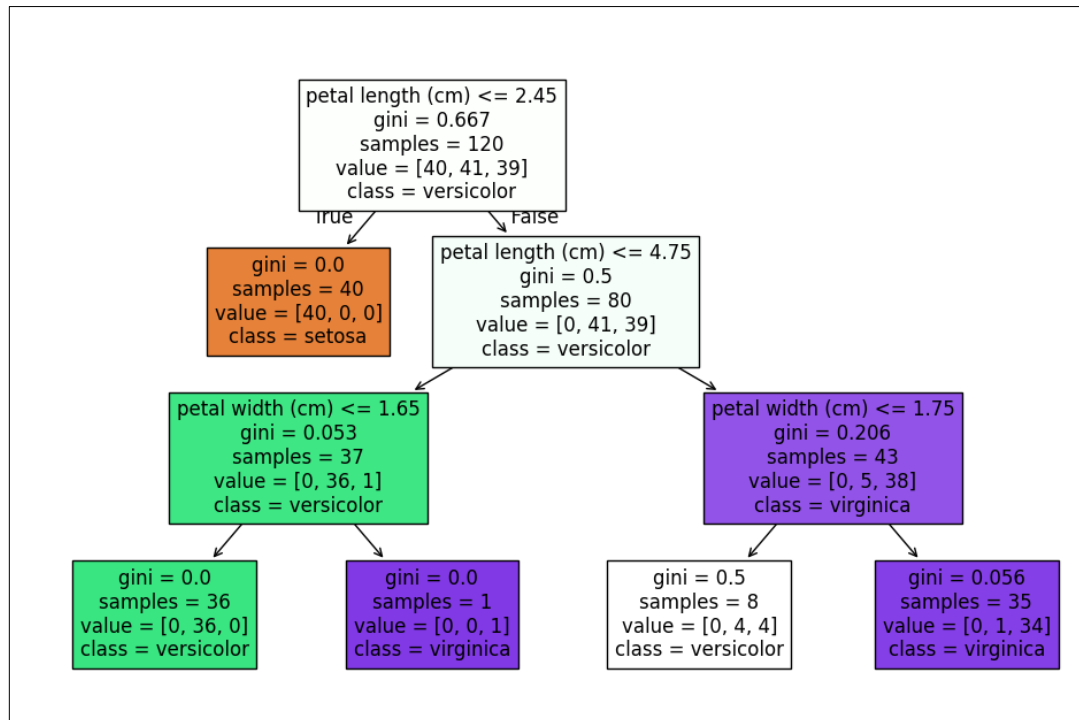 petal length (cm) <= 2.45
gini = 0.667
samples = 120
value = [40, 41, 39]
class = versicolor
True
False
gini = 0.0
samples = 40
value = [40, 0, 0]
class = setosa
petal length (cm) <= 4.75
gini = 0.5
samples = 80
value = [0, 41, 39]
class = versicolor
petal width (cm) <= 1.65
gini = 0.053
samples = 37
value = [0, 36, 1]
class = versicolor
petal width (cm) <= 1.75
gini = 0.206
samples = 43
value = [0, 5, 38]
class = virginica
gini = 0.0
samples = 36
value = [0, 36, 0]
class = versicolor
gini = 0.0
samples = 1
value = [0, 0, 1]
class = virginica
gini = 0.5
samples = 8
value = [0, 4, 4]
class = versicolor
gini = 0.056
samples = 35
value = [0, 1, 34]
class = virginica